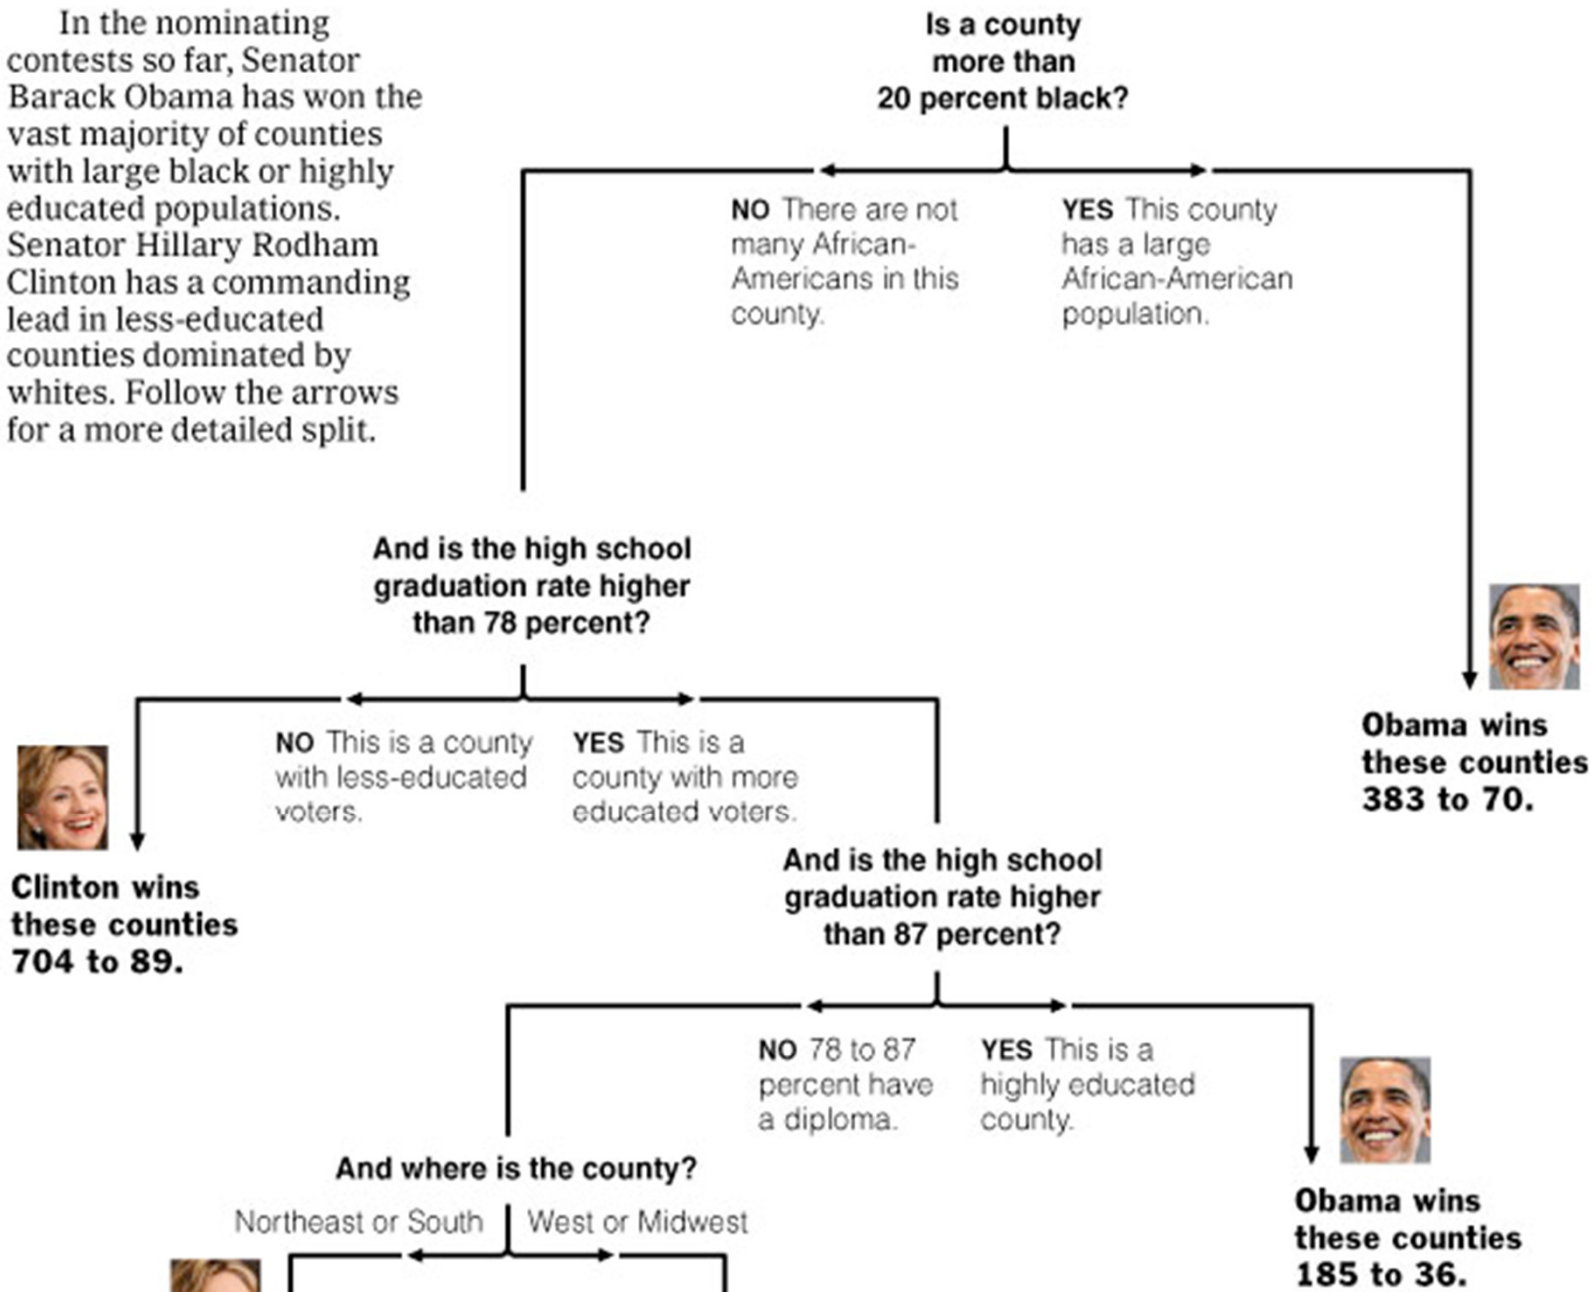 In the nominating
contests so far, Senator
Barack Obama has won the
vast majority of counties
with large black or highly
educated populations.
Senator Hillary Rodham
Clinton has a commanding
lead in less-educated
counties dominated by
whites. Follow the arrows
for a more detailed split.
Is a county
more than
20 percent black?
NO There are not
many African-
Americans in this
county.
YES This county
has a large
African-American
population.
And is the high school
graduation rate higher
than 78 percent?
Obama wins
these counties
383 to 70.
NO This is a county
with less-educated
voters.
YES This is a
county with more
educated voters.
Clinton wins
these counties
704 to 89.
And is the high school
graduation rate higher
than 87 percent?
NO 78 to 87
percent have
a diploma.
YES This is a
highly educated
county.
And where is the county?
Northeast or South
West or Midwest
Obama wins
these counties
185 to 36.